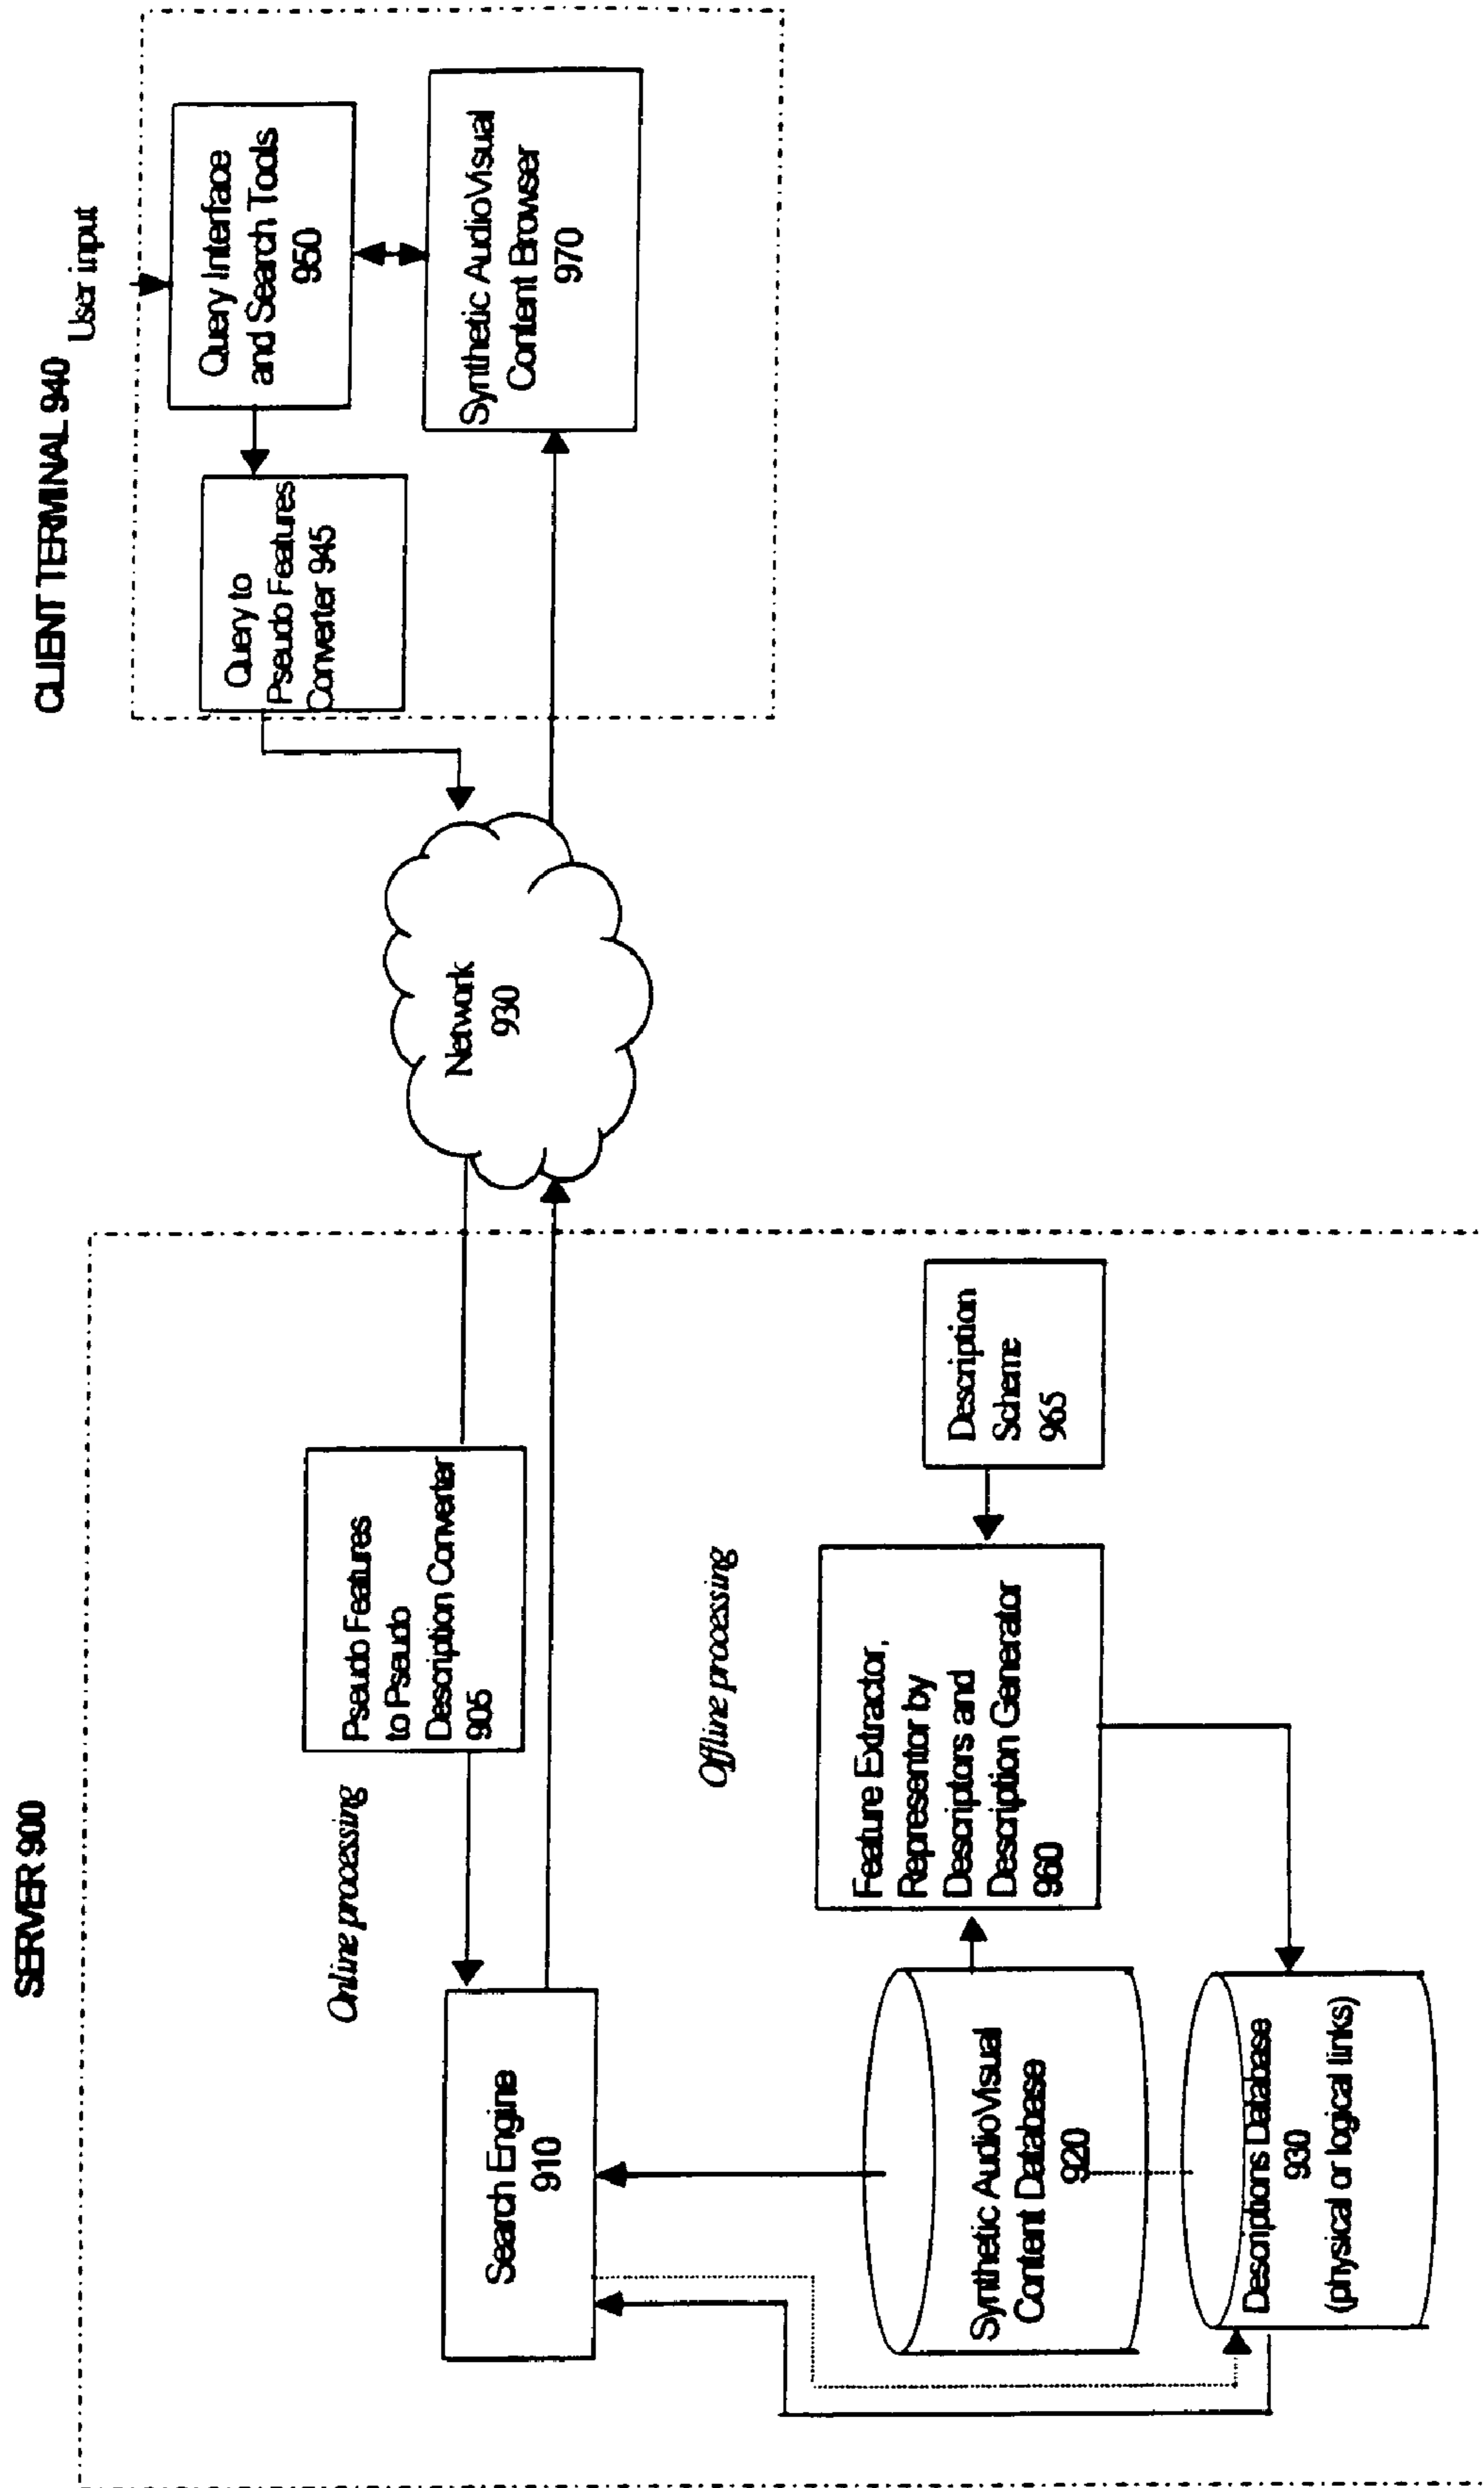 SERVER 900
Online processing
Search Engine
910
Pseudo Features
to Pseudo
Description Converter
905
Offline processing
Synthetic AudioVisual
Content Database
920
Descriptions Database
930
(physical or logical links)
Feature Extractor,
Representor by
Descriptors and
Description Generator
960
Description
Scheme
965
Network
930
CLIENT TERMINAL 940
User input
Query to
Pseudo Features
Converter 945
Query Interface
and Search Tools
950
Synthetic AudioVisual
Content Browser
970